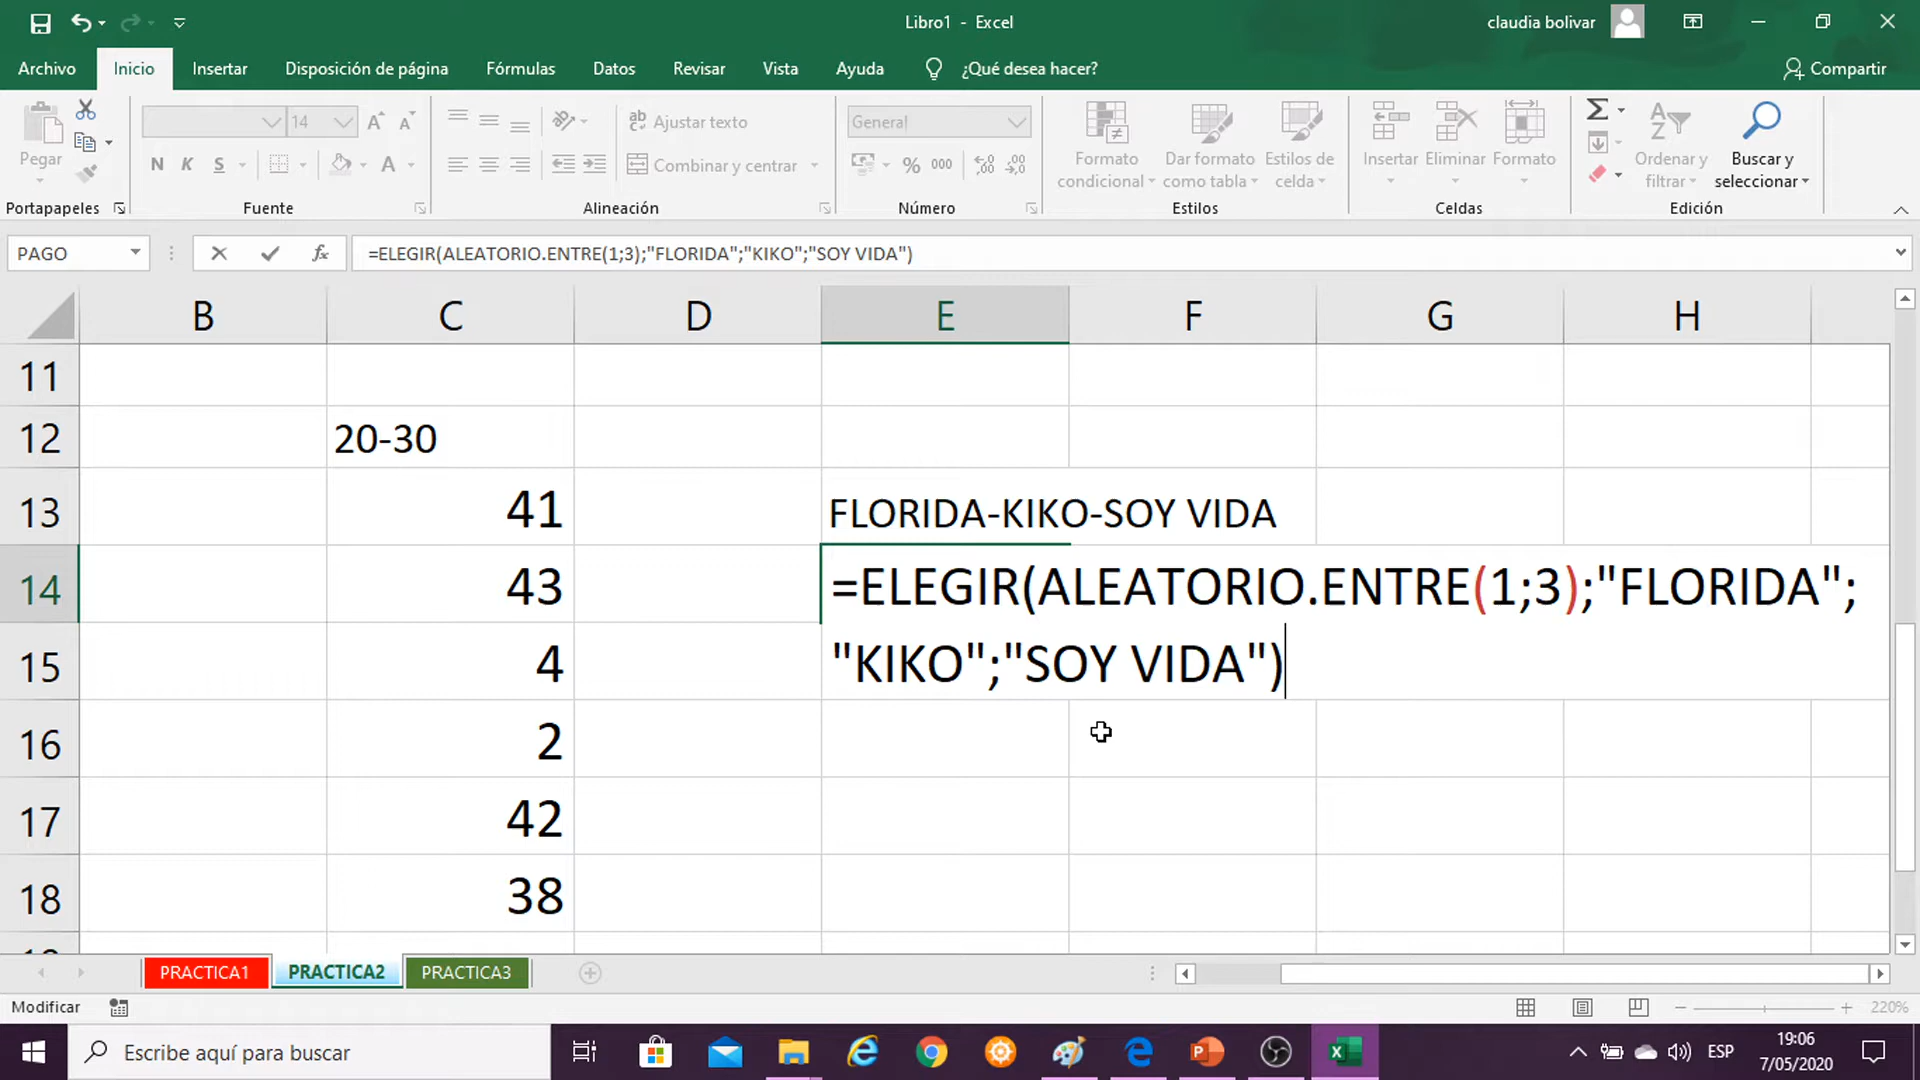 Libro1 - Excel
claudia bolivar
Archivo Inicio Insertar Disposición de página Fórmulas Datos Revisar Vista Ayuda ¿Qué desea hacer? Compartir
Pegar
14
N K S
A
Ajustar texto
Combinar y centrar
General
% 000
Formato condicional
Dar formato como tabla
Estilos de celda
Insertar Eliminar Formato
Ordenar y filtrar
Buscar y seleccionar
Portapapeles Fuente Alineación Número Estilos Celdas Edición
PAGO fx =ELEGIR(ALEATORIO.ENTRE(1;3);"FLORIDA";"KIKO";"SOY VIDA")
B C D E F G H
11
12 20-30
13 41 FLORIDA-KIKO-SOY VIDA
14 43 =ELEGIR(ALEATORIO.ENTRE(1;3);"FLORIDA";
15 4 "KIKO";"SOY VIDA")
16 2
17 42
18 38
PRACTICA1 PRACTICA2 PRACTICA3
Modificar 220%
Escribe aquí para buscar
ESP
19:06
7/05/2020